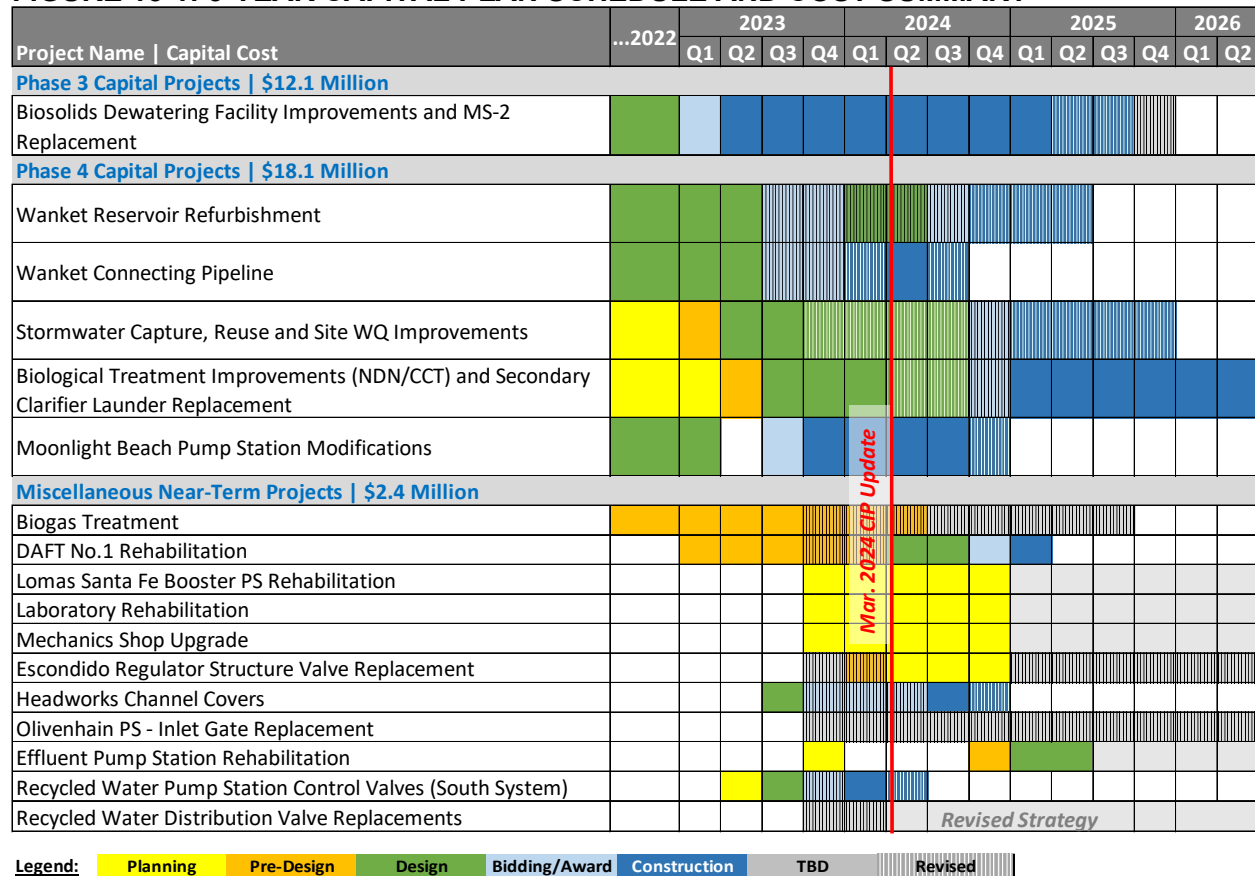 2023 2024 2025 2026
...2022
Project Name | Capital Cost Q1 Q2 Q3 Q4 Q1 Q2 Q3 Q4 Q1 Q2 Q3 Q4 Q1 Q2
Phase 3 Capital Projects | $12.1 Million
Biosolids Dewatering Facility Improvements and MS-2
Replacement
Phase 4 Capital Projects | $18.1 Million
Wanket Reservoir Refurbishment
Wanket Connecting Pipeline
Stormwater Capture, Reuse and Site WQ Improvements
Biological Treatment Improvements (NDN/CCT) and Secondary
Clarifier Launder Replacement
Moonlight Beach Pump Station Modifications
Mar. 2024 CIP Update
Miscellaneous Near-Term Projects | $2.4 Million
Biogas Treatment
DAFT No.1 Rehabilitation
Lomas Santa Fe Booster PS Rehabilitation
Laboratory Rehabilitation
Mechanics Shop Upgrade
Escondido Regulator Structure Valve Replacement
Headworks Channel Covers
Olivenhain PS - Inlet Gate Replacement
Effluent Pump Station Rehabilitation
Recycled Water Pump Station Control Valves (South System)
Recycled Water Distribution Valve Replacements Revised Strategy
Legend: Planning Pre-Design Design Bidding/Award Construction TBD Revised